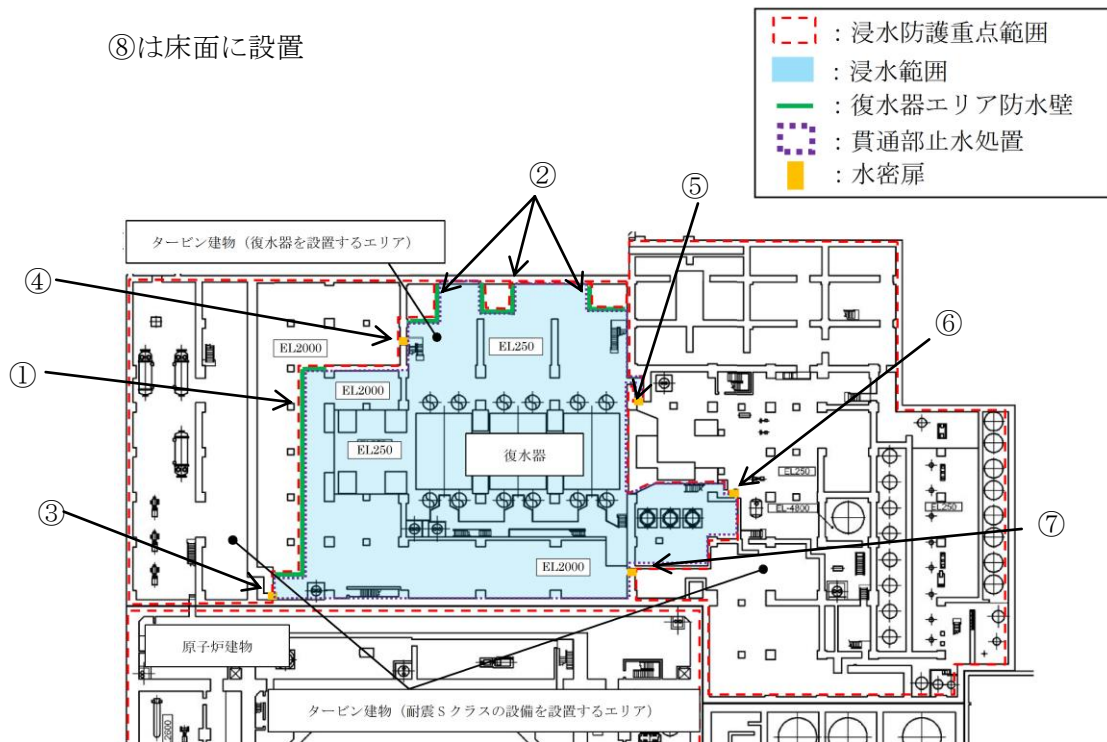 ⑧は床面に設置
：浸水防護重点範囲
：浸水範囲
：復水器エリア防水壁
：貫通部止水処置
：水密扉
②
⑤
タービン建物（復水器を設置するエリア）
④
⑥
EL2000
EL250
①
EL2000
EL250
復水器
EL250
EL-4800
EL250
③
⑦
EL2000
原子炉建物
タービン建物（耐震Ｓクラスの設備を設置するエリア）